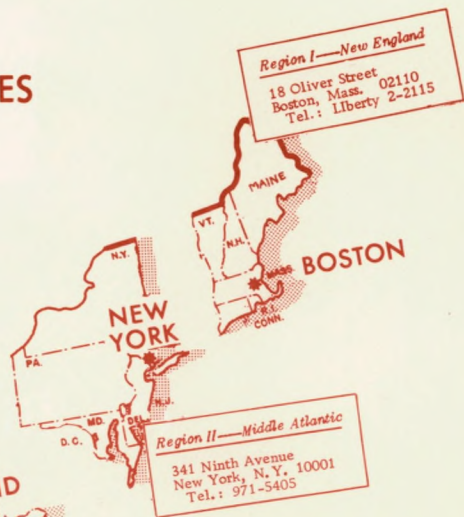 ES
Region I—New England
18 Oliver Street
Boston, Mass. 02110
Tel.: LIberty 2-2115
MAINE
VT.
N.H.
MASS.
BOSTON
R.I.
CONN.
N.Y.
NEW
YORK
PA.
N.J.
MD.
DEL.
D.C.
Region II—Middle Atlantic
341 Ninth Avenue
New York, N.Y. 10001
Tel.: 971-5405
ND